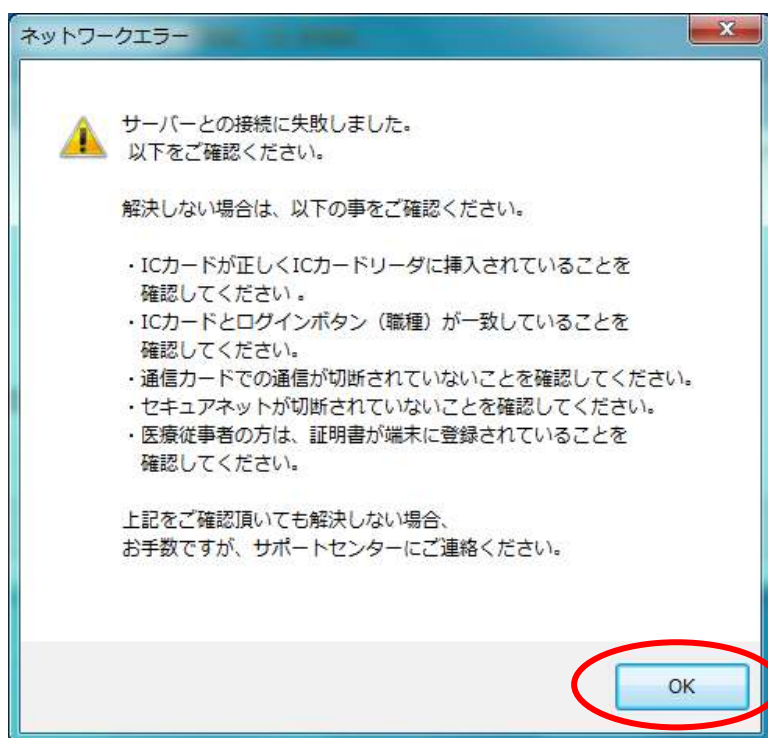 ネットワークエラー
サーバーとの接続に失敗しました。
以下をご確認ください。
解決しない場合は、以下の事をご確認ください。
・ICカードが正しくICカードリーダに挿入されていることを
確認してください 。
・ICカードとログインボタン（職種）が一致していることを
確認してください。
・通信カードでの通信が切断されていないことを確認してください。
・セキュアネットが切断されていないことを確認してください。
・医療従事者の方は、証明書が端末に登録されていることを
確認してください。
上記をご確認頂いても解決しない場合、
お手数ですが、サポートセンターにご連絡ください。
OK